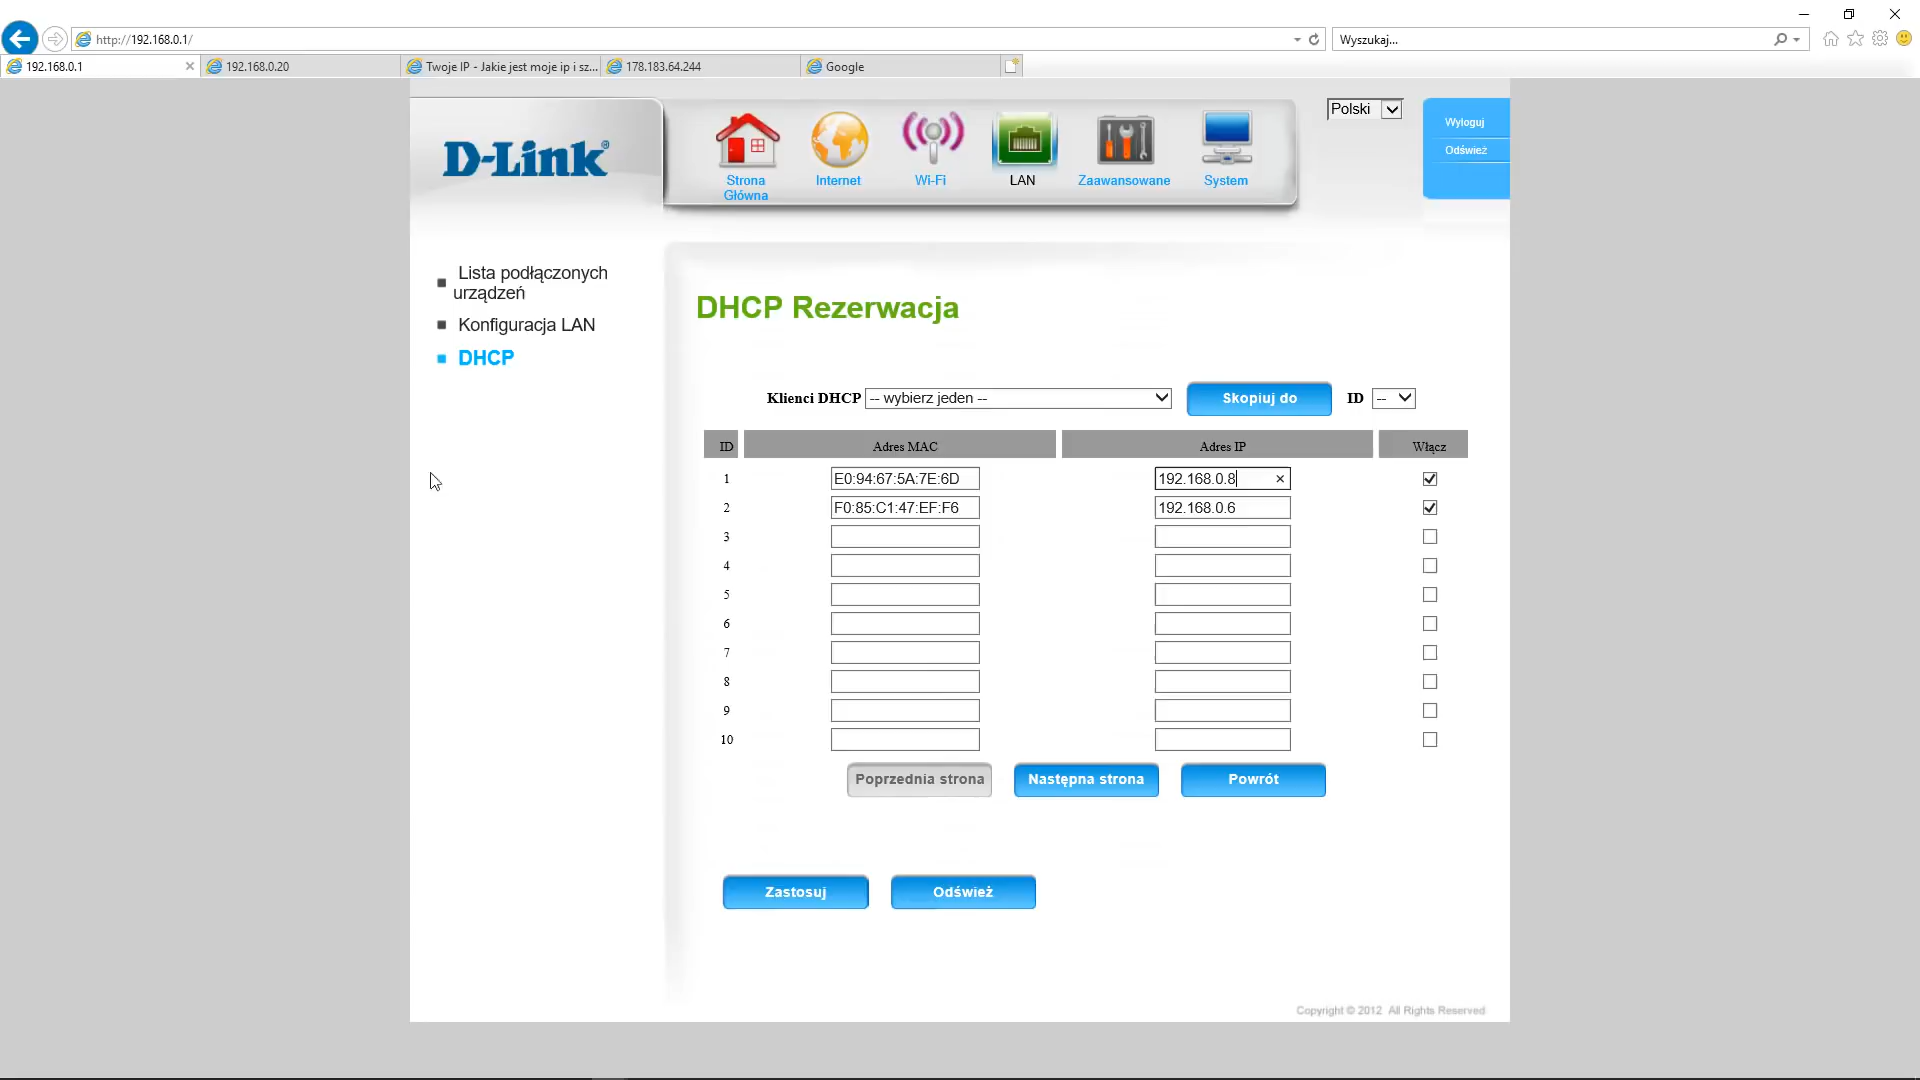 http://192.168.0.1/
Wyszukaj...
192.168.0.1
192.168.0.20
Twoje IP - Jakie jest moje ip i sz...
178.183.64.244
Google
D-Link®
Strona
Główna
Internet
Wi-Fi
LAN
Zaawansowane
System
Polski
Wyloguj
Odśwież
Lista podłączonych
urządzeń
Konfiguracja LAN
DHCP
DHCP Rezerwacja
Klienci DHCP -- wybierz jeden -- Skopiuj do ID --
ID Adres MAC Adres IP Włącz
1 E0:94:67:5A:7E:6D 192.168.0.8
2 F0:85:C1:47:EF:F6 192.168.0.6
3
4
5
6
7
8
9
10
Poprzednia strona Następna strona Powrót
Zastosuj Odśwież
Copyright © 2012 All Rights Reserved